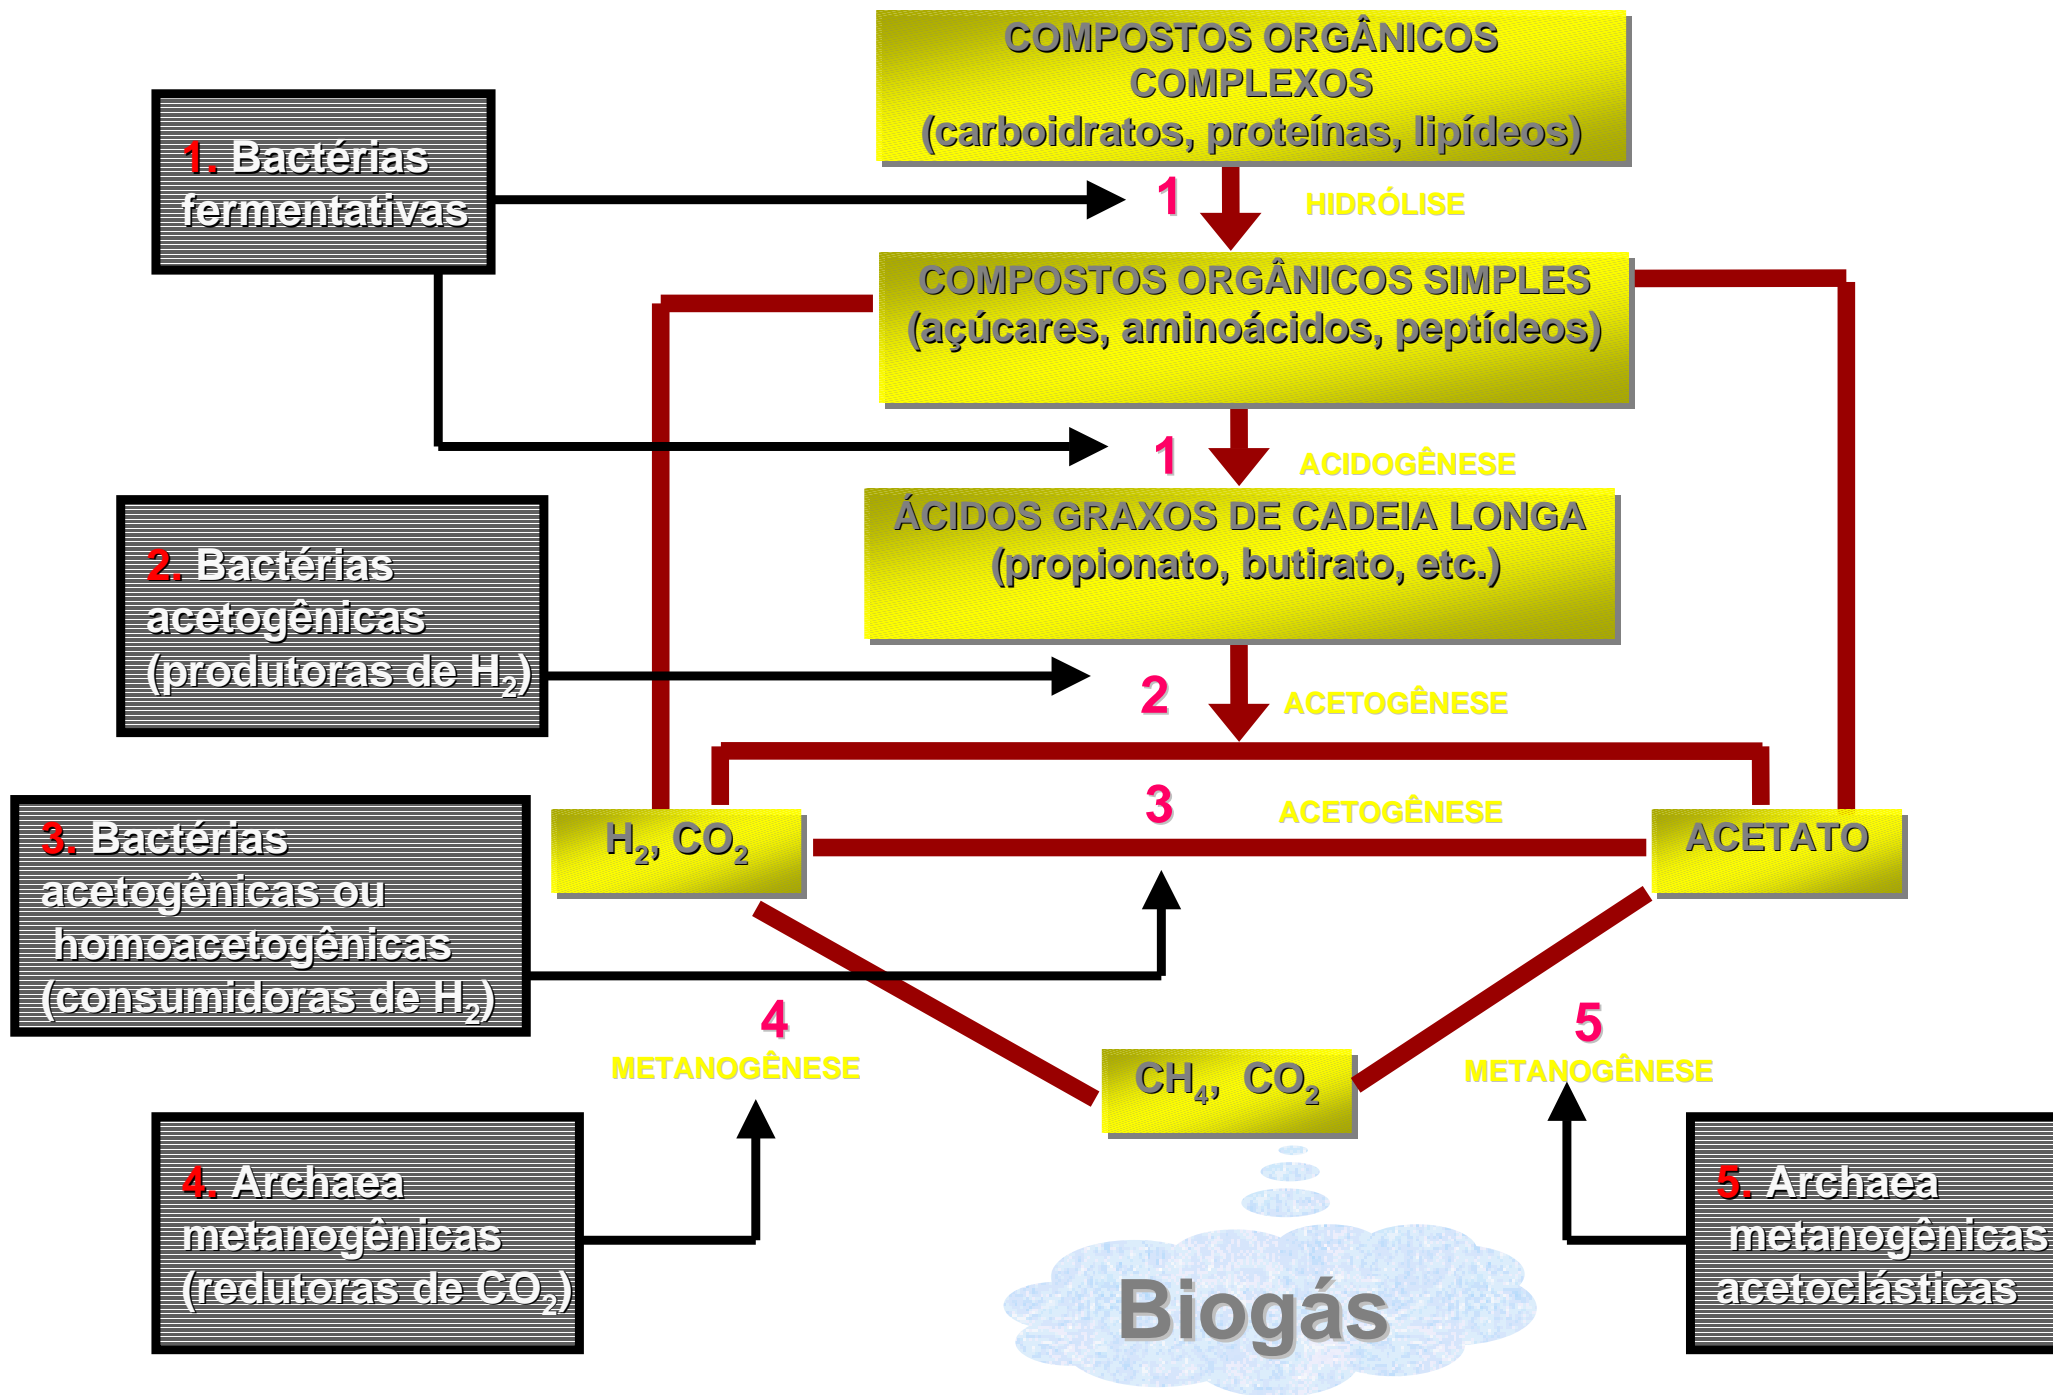 COMPOSTOS ORGÂNICOS
COMPLEXOS
(carboidratos, proteínas, lipídeos)
1. Bactérias
fermentativas
1
HIDRÓLISE
COMPOSTOS ORGÂNICOS SIMPLES
(açúcares, aminoácidos, peptídeos)
1
ACIDOGÊNESE
ÁCIDOS GRAXOS DE CADEIA LONGA
(propionato, butirato, etc.)
2. Bactérias
acetogênicas
(produtoras de H₂)
2
ACETOGÊNESE
3
ACETOGÊNESE
H₂, CO₂
ACETATO
3. Bactérias
acetogênicas ou
homoacetogênicas
(consumidoras de H₂)
4
METANOGÊNESE
5
METANOGÊNESE
CH₄, CO₂
4. Archaea
metanogênicas
(redutoras de CO₂)
5. Archaea
metanogênicas
acetoclásticas
Biogás